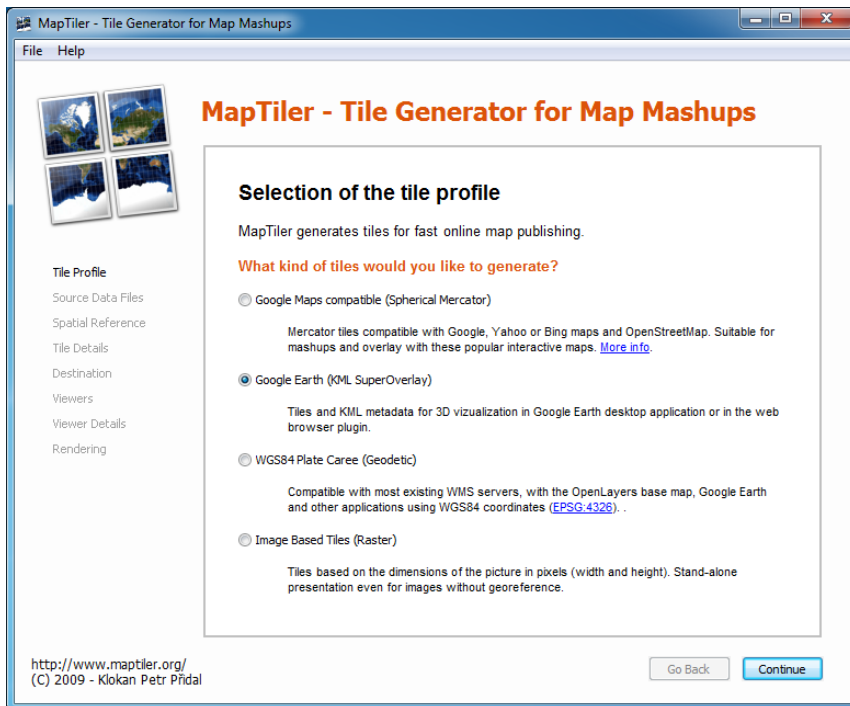 MapTiler - Tile Generator for Map Mashups
File Help
MapTiler - Tile Generator for Map Mashups
Selection of the tile profile
MapTiler generates tiles for fast online map publishing.
What kind of tiles would you like to generate?
Tile Profile
Source Data Files
Spatial Reference
Tile Details
Destination
Viewers
Viewer Details
Rendering
Google Maps compatible (Spherical Mercator)
Mercator tiles compatible with Google, Yahoo or Bing maps and OpenStreetMap. Suitable for
mashups and overlay with these popular interactive maps. More info.
Google Earth (KML SuperOverlay)
Tiles and KML metadata for 3D vizualization in Google Earth desktop application or in the web
browser plugin.
WGS84 Plate Caree (Geodetic)
Compatible with most existing WMS servers, with the OpenLayers base map, Google Earth
and other applications using WGS84 coordinates (EPSG:4326). .
Image Based Tiles (Raster)
Tiles based on the dimensions of the picture in pixels (width and height). Stand-alone
presentation even for images without georeference.
http://www.maptiler.org/
(C) 2009 - Klokan Petr Přidal
Go Back
Continue